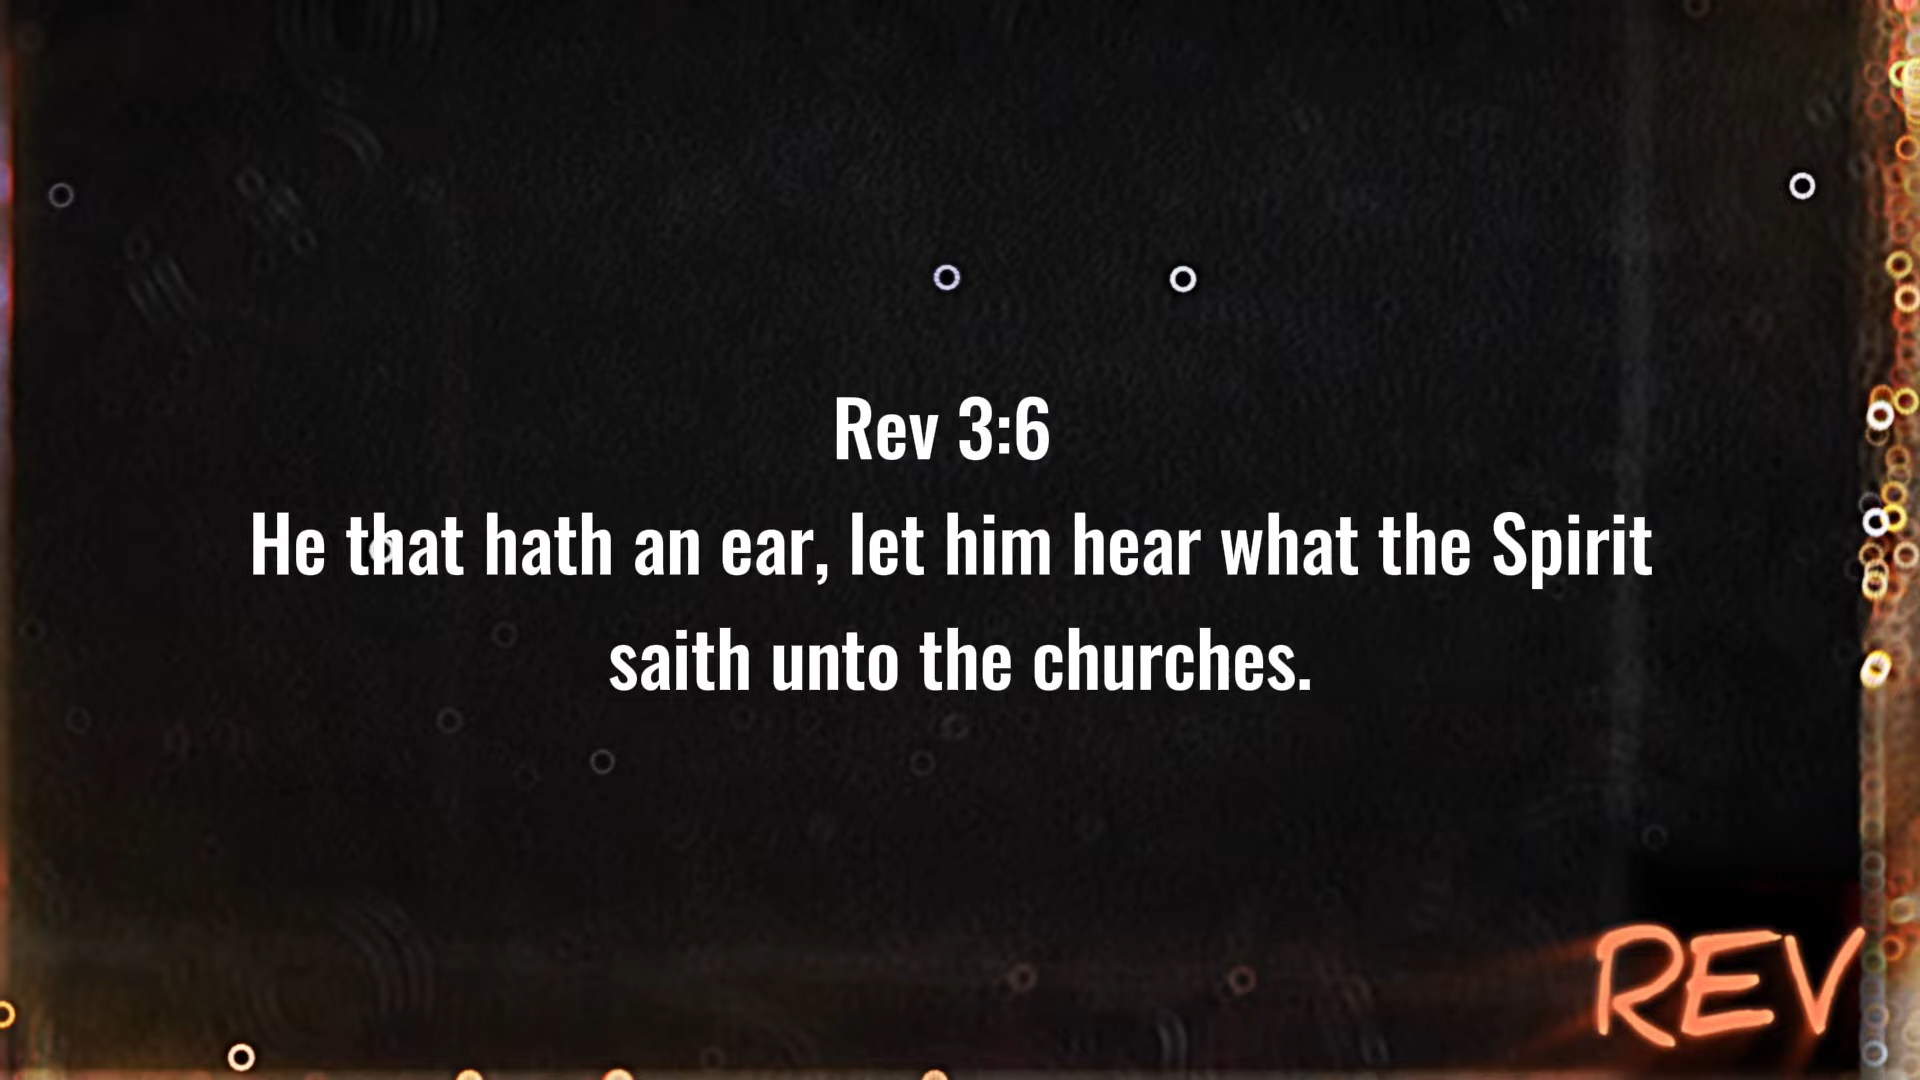 Rev 3:6
He that hath an ear, let him hear what the Spirit
saith unto the churches.
REV